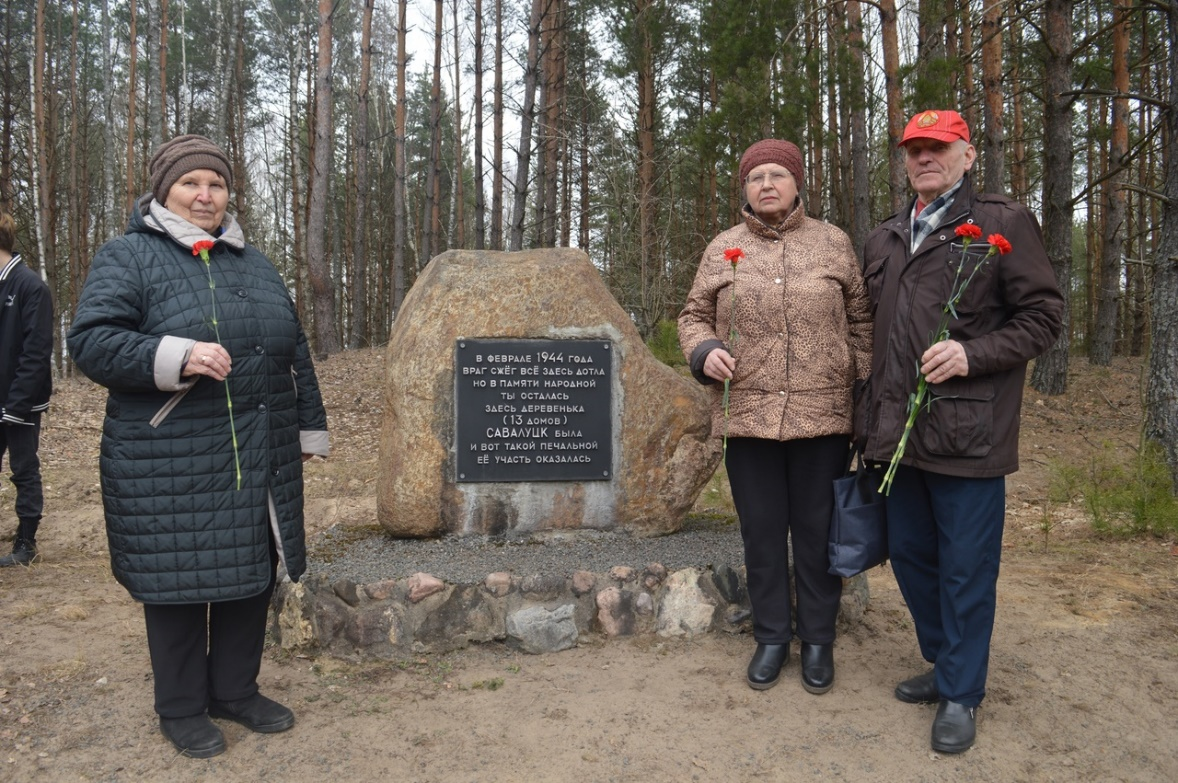 В ФЕВРАЛЕ 1944 ГОДА
ВРАГ СЖЁГ ВСЁ ЗДЕСЬ ДОТЛА
НО В ПАМЯТИ НАРОДНОЙ
ТЫ ОСТАЛАСЬ
ЗДЕСЬ ДЕРЕВЕНЬКА
(13 ДОМОВ)
САВАЛУЦК БЫЛА
И ВОТ ТАКОЙ ПЕЧАЛЬНОЙ
ЕЁ УЧАСТЬ ОКАЗАЛАСЬ